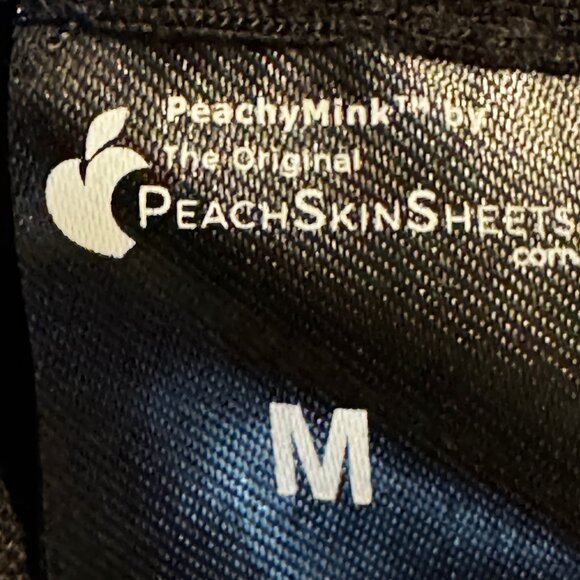 PeachyMink™ by
The Original
PEACHSKINSHEETS
.com
M